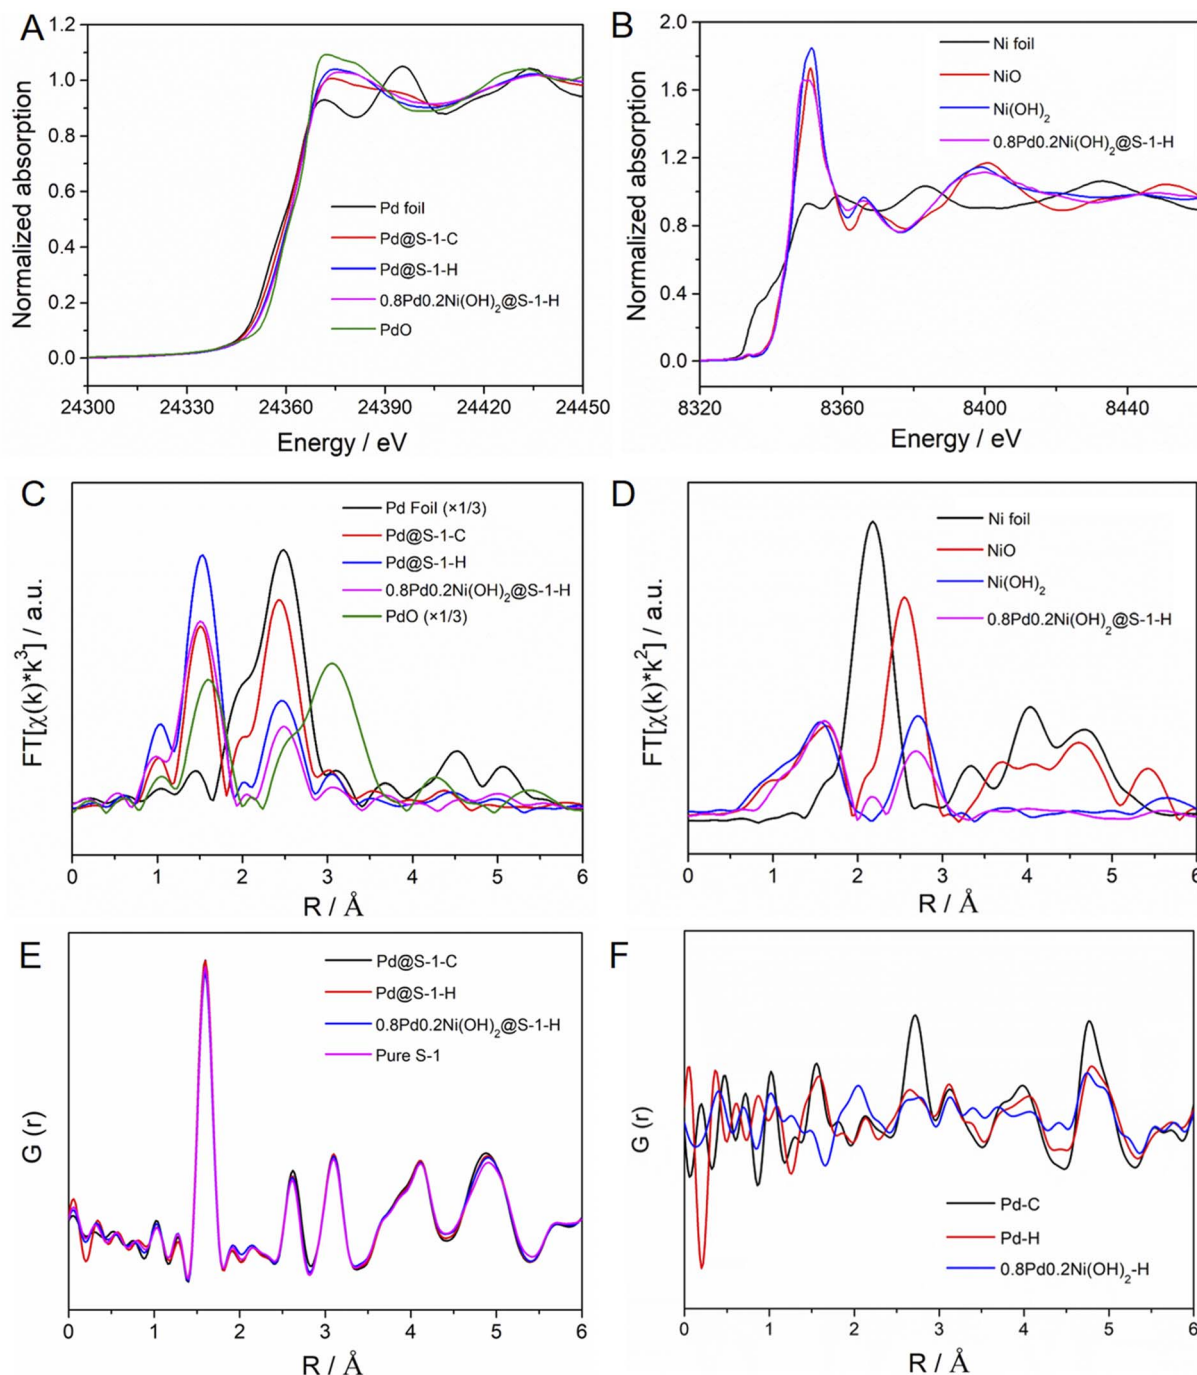 A
1.2
1.0
0.8
0.6
0.4
0.2
0.0
Normalized absorption
Pd foil
Pd@S-1-C
Pd@S-1-H
0.8Pd0.2Ni(OH)₂@S-1-H
PdO
24300 24330 24360 24390 24420 24450
Energy / eV
B
2.0
1.6
1.2
0.8
0.4
0.0
Normalized absorption
Ni foil
NiO
Ni(OH)₂
0.8Pd0.2Ni(OH)₂@S-1-H
8320 8360 8400 8440
Energy / eV
C
FT[χ(k)*k³] / a.u.
Pd Foil (×1/3)
Pd@S-1-C
Pd@S-1-H
0.8Pd0.2Ni(OH)₂@S-1-H
PdO (×1/3)
0 1 2 3 4 5 6
R / Å
D
FT[χ(k)*k²] / a.u.
Ni foil
NiO
Ni(OH)₂
0.8Pd0.2Ni(OH)₂@S-1-H
0 1 2 3 4 5 6
R / Å
E
G (r)
Pd@S-1-C
Pd@S-1-H
0.8Pd0.2Ni(OH)₂@S-1-H
Pure S-1
0 1 2 3 4 5 6
R / Å
F
G (r)
Pd-C
Pd-H
0.8Pd0.2Ni(OH)₂-H
0 1 2 3 4 5 6
R / Å